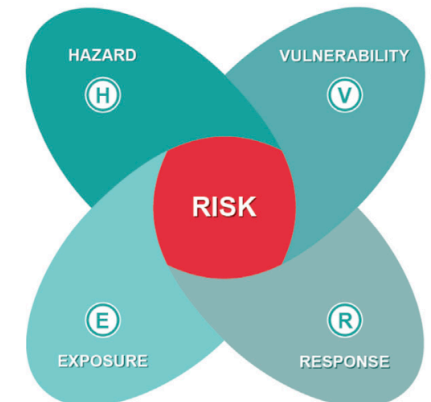 HAZARD
H
VULNERABILITY
V
RISK
E
EXPOSURE
R
RESPONSE